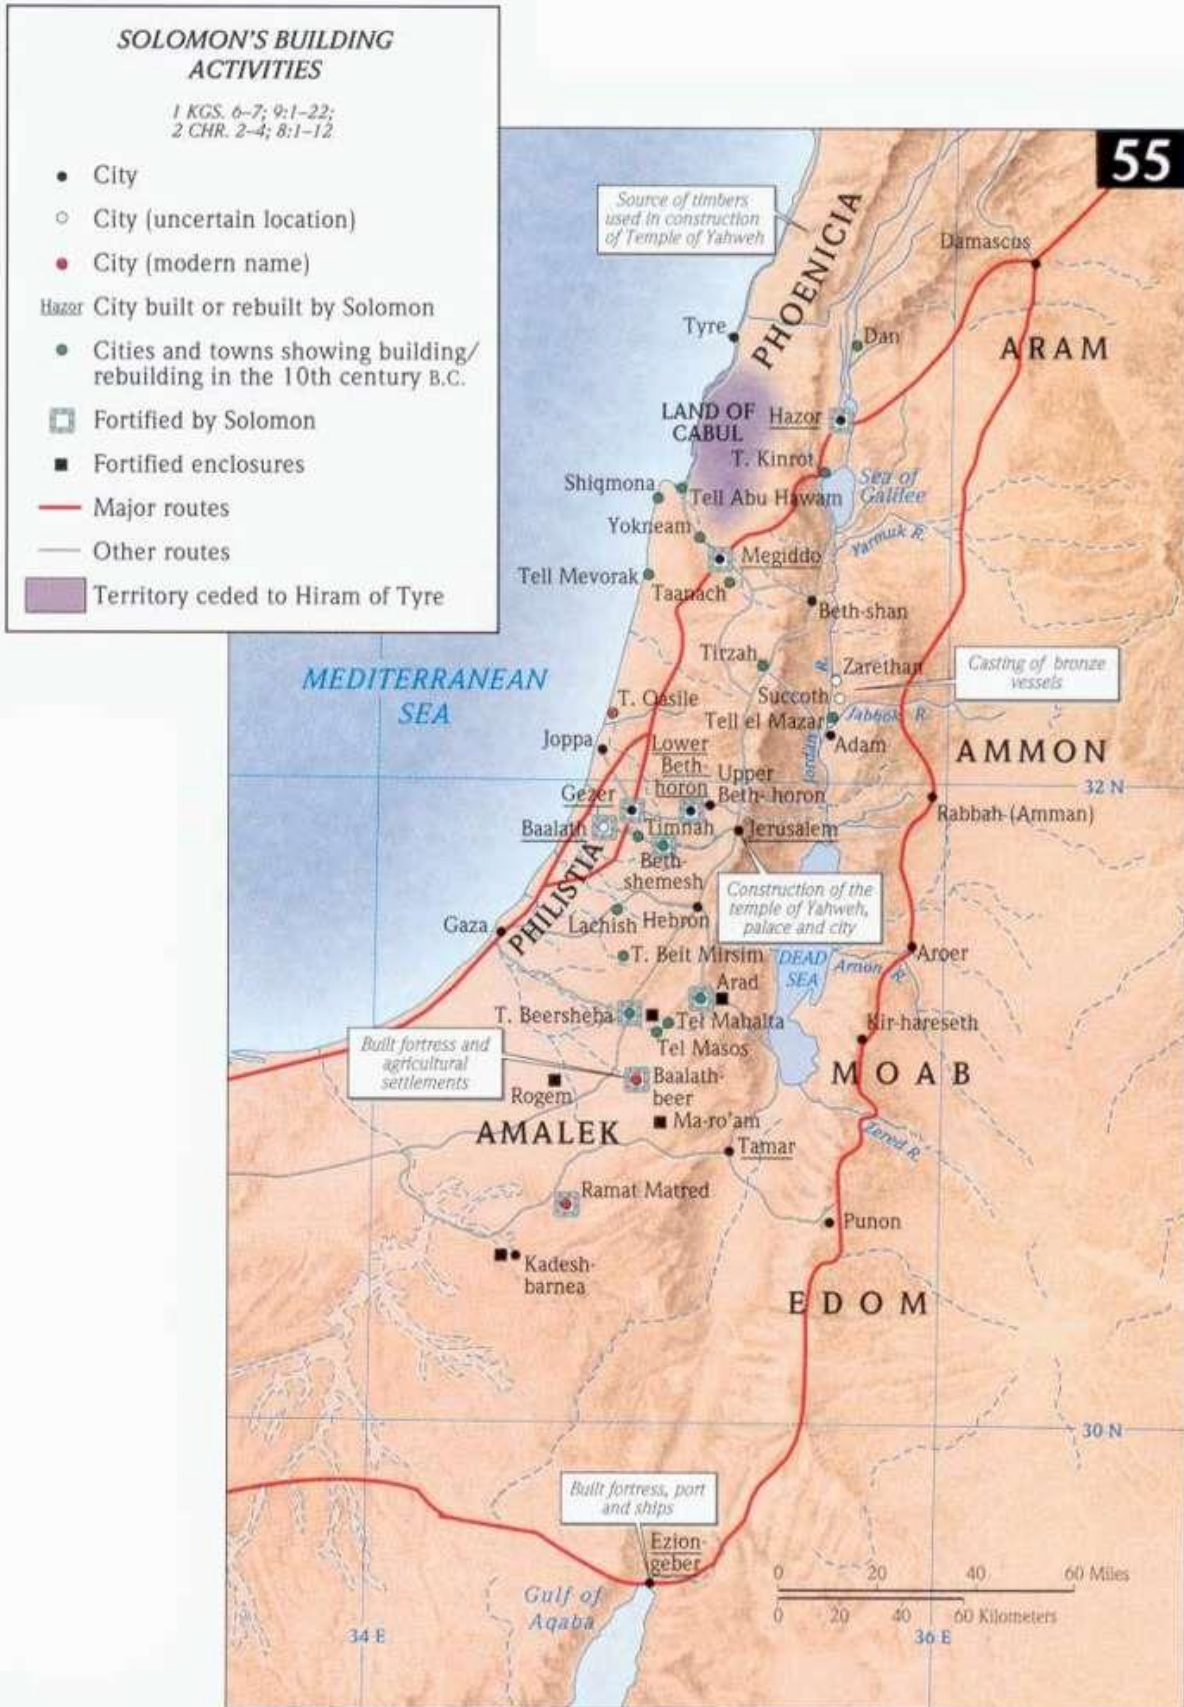 SOLOMON'S BUILDING
ACTIVITIES
1 KGS. 6–7; 9:1–22;
2 CHR. 2–4; 8:1–12
City
City (uncertain location)
City (modern name)
Hazor City built or rebuilt by Solomon
Cities and towns showing building/
rebuilding in the 10th century B.C.
Fortified by Solomon
Fortified enclosures
Major routes
Other routes
Territory ceded to Hiram of Tyre
55
Source of timbers
used in construction
of Temple of Yahweh
PHOENICIA
Damascus
Tyre
Dan
ARAM
LAND OF
CABUL
Hazor
T. Kinrot
Sea of
Galilee
Shiqmona
Tell Abu Hawam
Yokneam
Yarmuk R.
Megiddo
Tell Mevorak
Taanach
Beth-shan
Tirzah
R.
Zarethan
Casting of bronze
vessels
MEDITERRANEAN
SEA
Succoth
T. Qasile
Tell el Mazar
Jabbok R.
Joppa
Adam
Jordan
AMMON
Lower
Beth-
horon
Upper
Beth-horon
32 N
Gezer
Rabbah-(Amman)
Baalath
Timnah
Jerusalem
Beth-
shemesh
PHILISTIA
Construction of the
temple of Yahweh,
palace and city
Gaza
Lachish
Hebron
T. Beit Mirsim
DEAD
SEA
Arnon R.
Aroer
Arad
T. Beersheba
Tel Mahalta
Kir-hareseth
Tel Masos
Built fortress and
agricultural
settlements
MOAB
Baalath-
beer
Rogem
Ma-ro'am
AMALEK
Zered R.
Tamar
Ramat Matred
Punon
Kadesh-
barnea
EDOM
30 N
Built fortress, port
and ships
Ezion-
geber
0 20 40 60 Miles
0 20 40 60 Kilometers
Gulf of
Aqaba
34 E
36 E